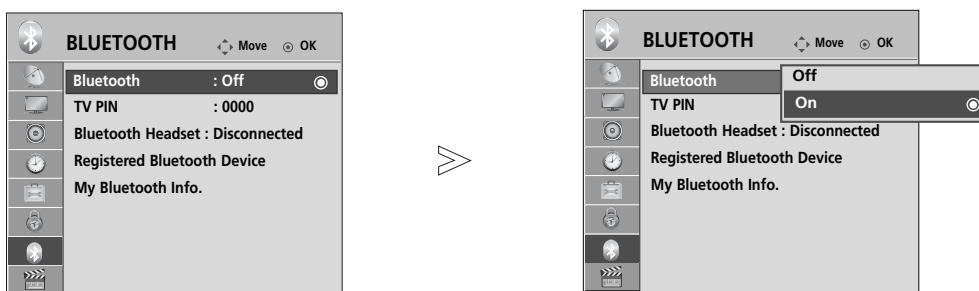 BLUETOOTH Move OK
Bluetooth : Off
TV PIN : 0000
Bluetooth Headset : Disconnected
Registered Bluetooth Device
My Bluetooth Info.
BLUETOOTH Move OK
Bluetooth
Off
TV PIN
On
Bluetooth Headset : Disconnected
Registered Bluetooth Device
My Bluetooth Info.